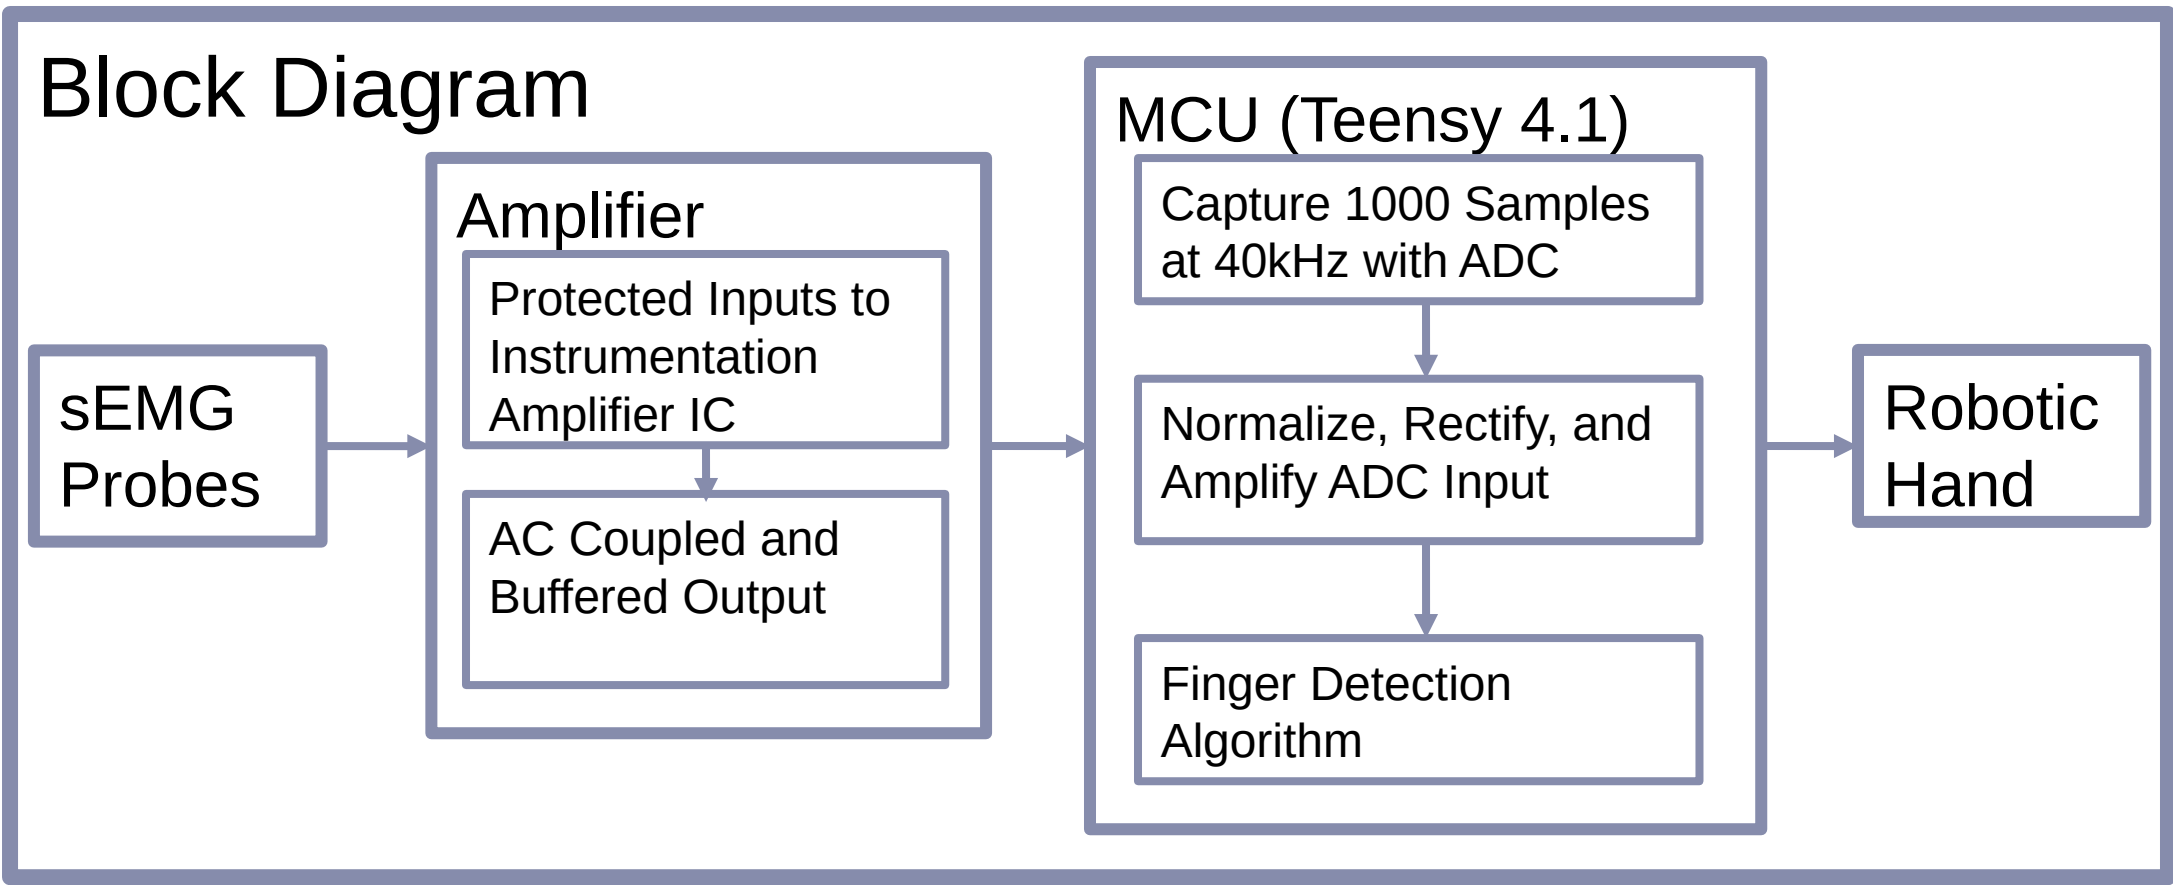 Block Diagram
sEMG
Probes
Amplifier
Protected Inputs to
Instrumentation
Amplifier IC
AC Coupled and
Buffered Output
MCU (Teensy 4.1)
Capture 1000 Samples
at 40kHz with ADC
Normalize, Rectify, and
Amplify ADC Input
Finger Detection
Algorithm
Robotic
Hand